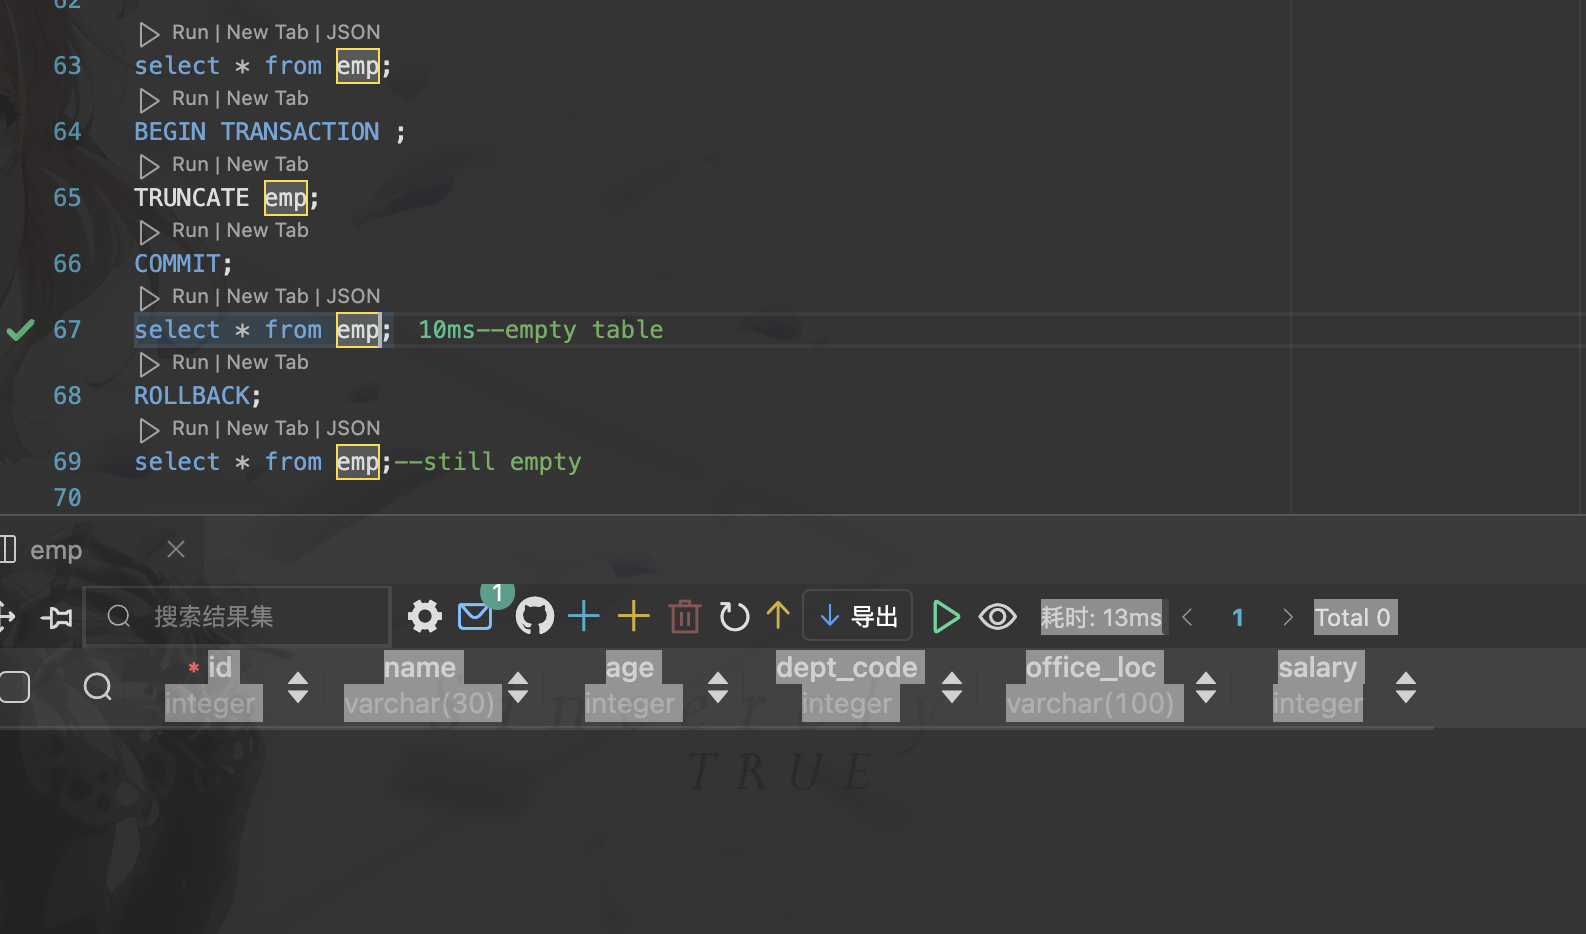 62
Run | New Tab | JSON
63 select * from emp;
Run | New Tab
64 BEGIN TRANSACTION ;
Run | New Tab
65 TRUNCATE emp;
Run | New Tab
66 COMMIT;
Run | New Tab | JSON
67 select * from emp; 10ms--empty table
Run | New Tab
68 ROLLBACK;
Run | New Tab | JSON
69 select * from emp;--still empty
70
emp
搜索结果集 1 导出 耗时: 13ms 1 Total 0
* id name age dept_code office_loc salary
integer varchar(30) integer integer varchar(100) integer
Sincerely
TRUE